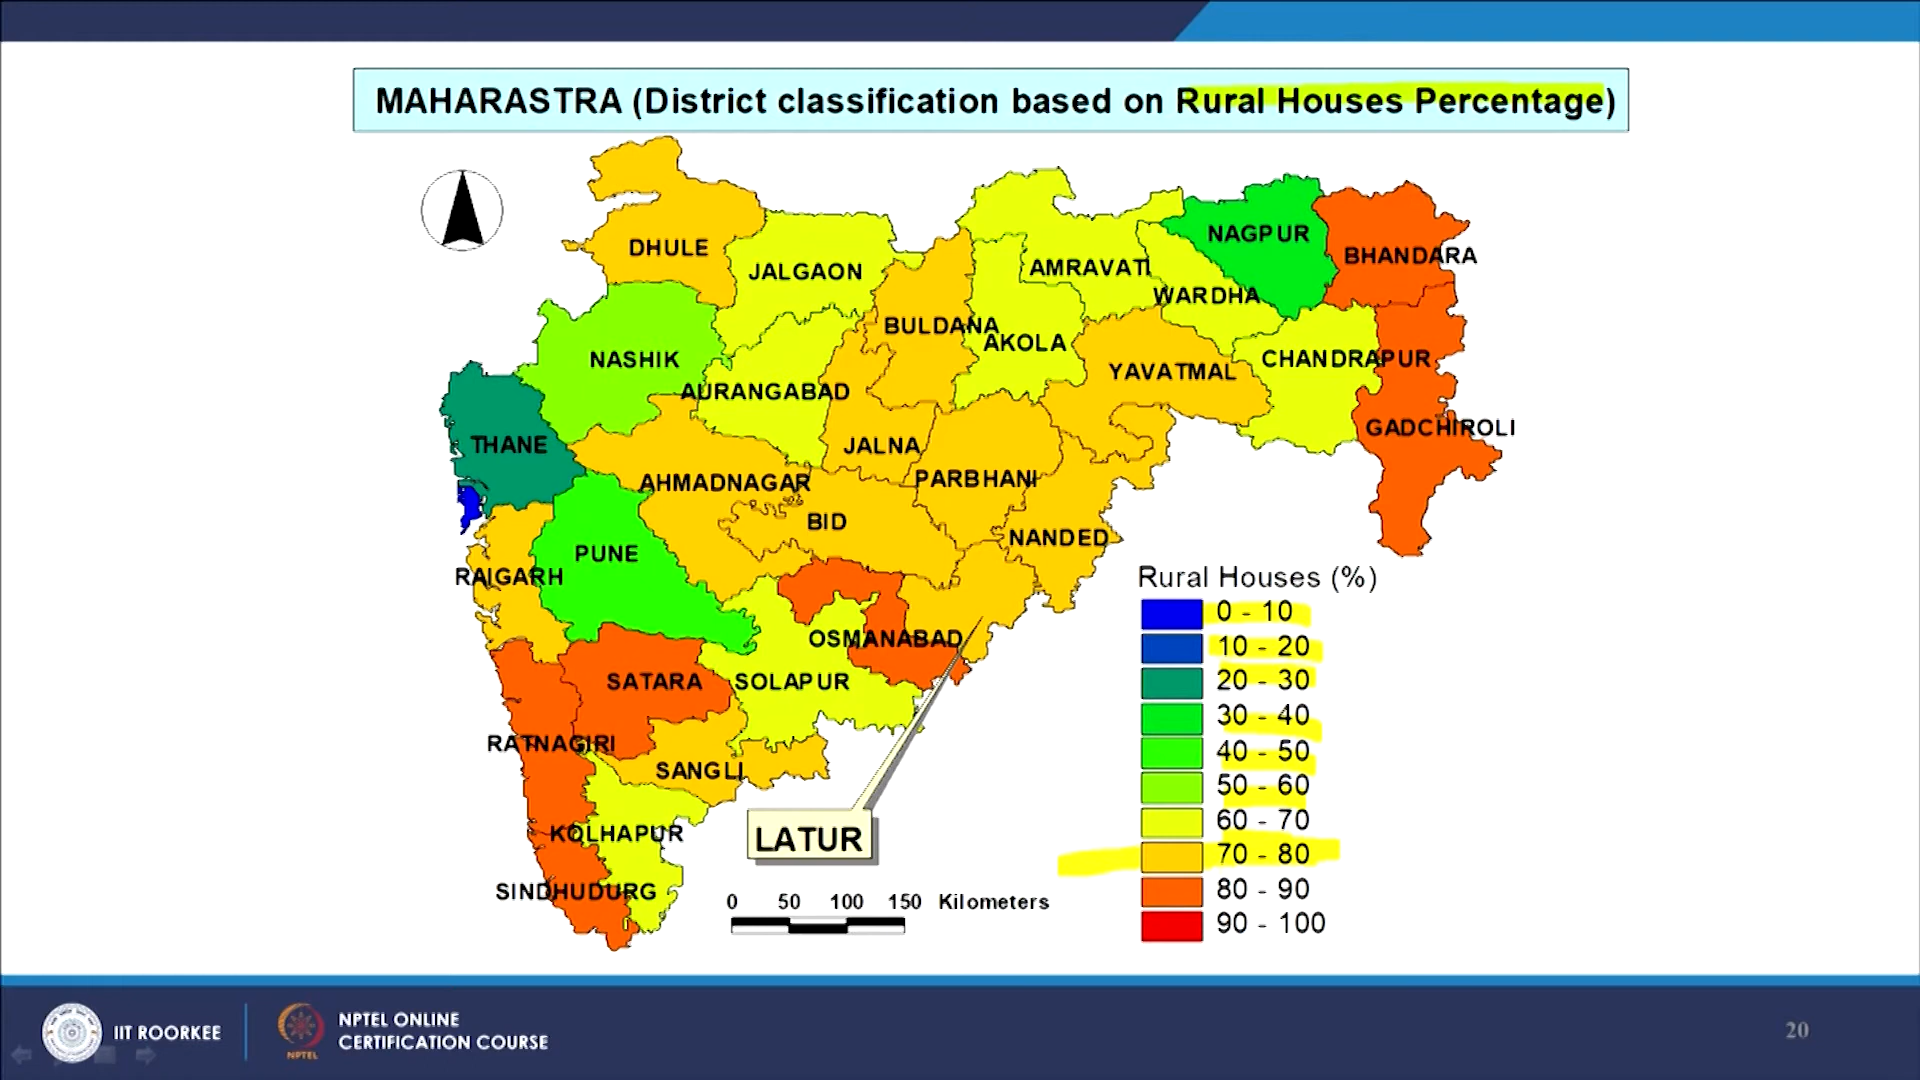 MAHARASTRA (District classification based on Rural Houses Percentage)
DHULE
JALGAON
NAGPUR
BHANDARA
AMRAVATI
WARDHA
BULDANA
AKOLA
NASHIK
AURANGABAD
YAVATMAL
CHANDRAPUR
GADCHIROLI
THANE
JALNA
AHMADNAGAR
PARBHANI
BID
NANDED
PUNE
RAIGARH
OSMANABAD
SATARA
SOLAPUR
RATNAGIRI
SANGLI
KOLHAPUR
LATUR
SINDHUDURG
0 50 100 150 Kilometers
Rural Houses (%)
0 - 10
10 - 20
20 - 30
30 - 40
40 - 50
50 - 60
60 - 70
70 - 80
80 - 90
90 - 100
IIT ROORKEE
NPTEL
NPTEL ONLINE
CERTIFICATION COURSE
20